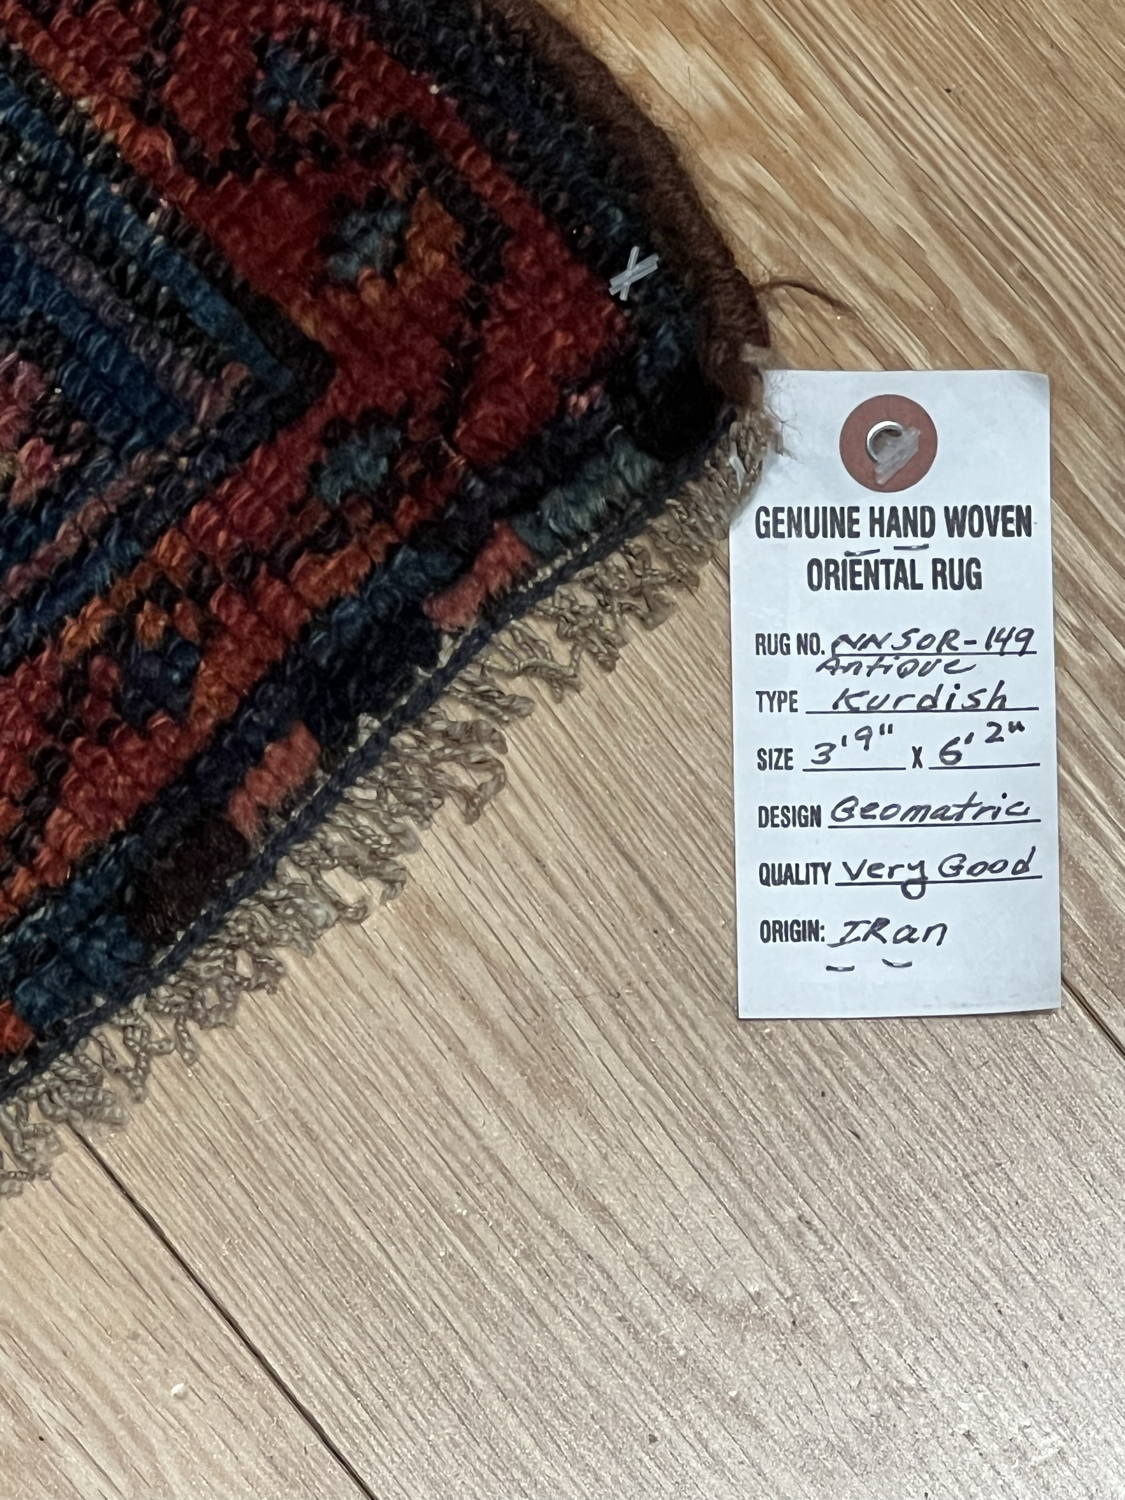 GENUINE HAND WOVEN
ORIENTAL RUG
RUG NO. NNSOR-149
Antique
TYPE Kurdish
SIZE 3'9" X 6'2"
DESIGN Geomatric
QUALITY Very Good
ORIGIN: IRan